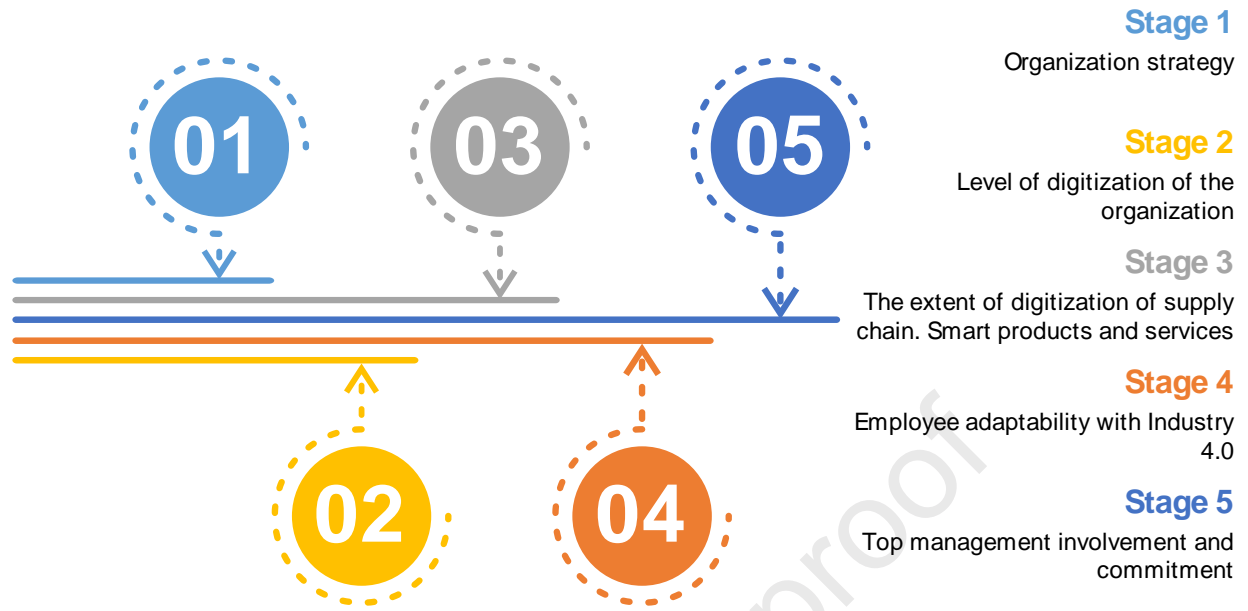 01
03
05
02
04
Stage 1
Organization strategy
Stage 2
Level of digitization of the
organization
Stage 3
The extent of digitization of supply
chain. Smart products and services
Stage 4
Employee adaptability with Industry
4.0
Stage 5
Top management involvement and
commitment
proof